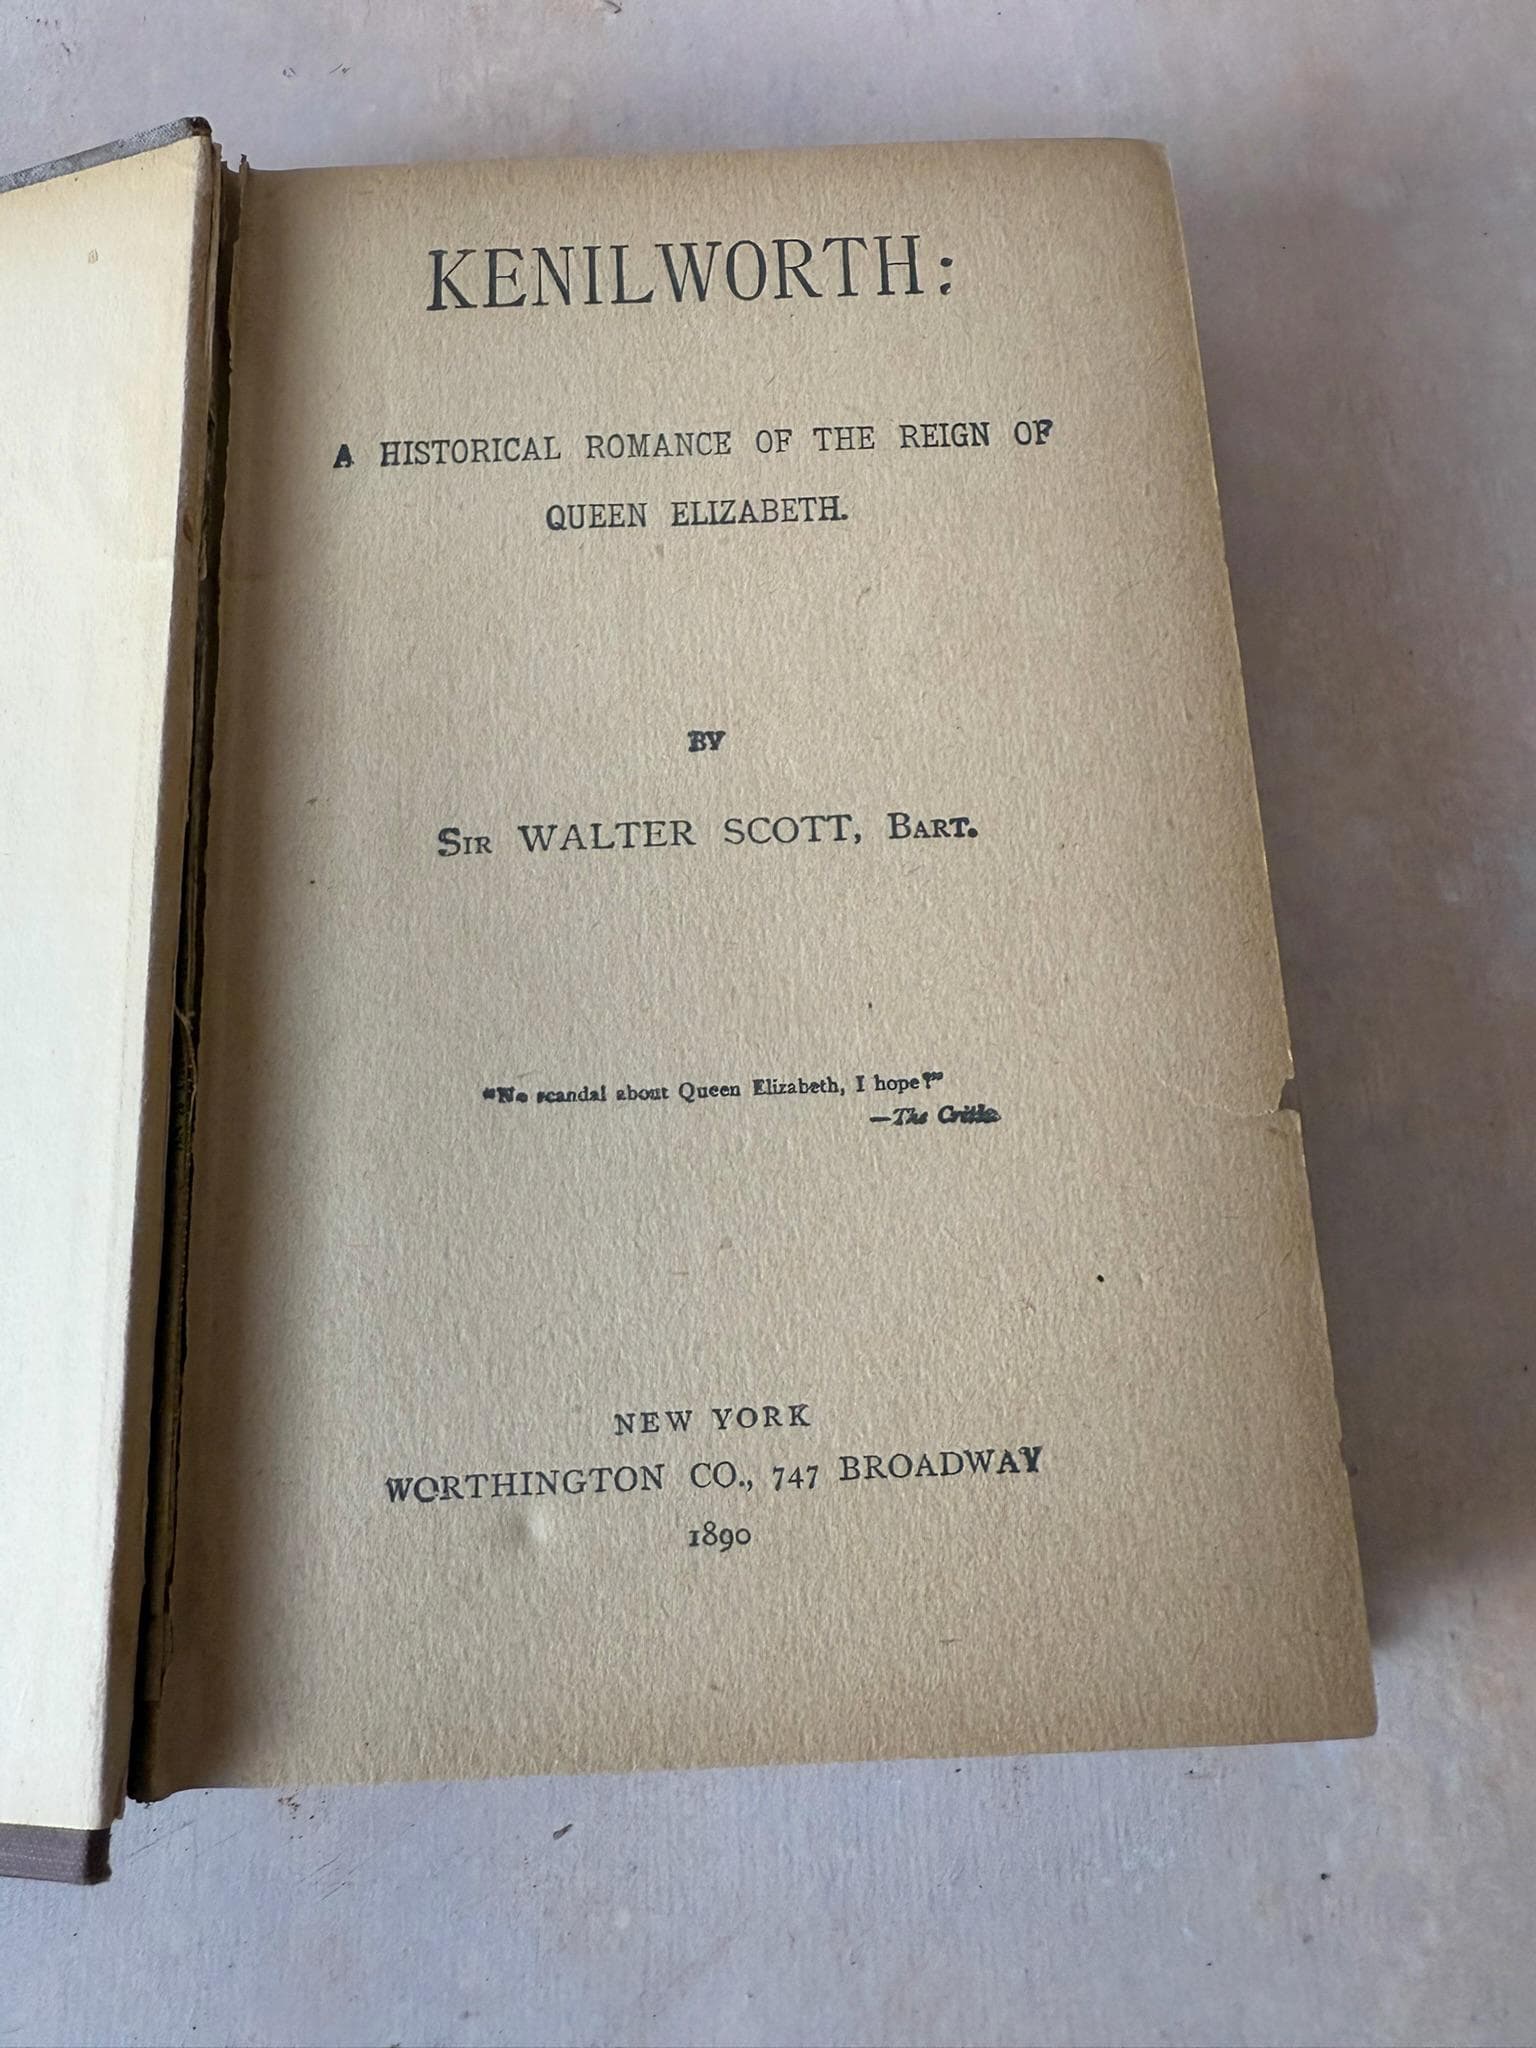 KENILWORTH:
A HISTORICAL ROMANCE OF THE REIGN OF
QUEEN ELIZABETH.
BY
SIR WALTER SCOTT, BART.
"No scandal about Queen Elizabeth, I hope?"
—The Critic.
NEW YORK
WORTHINGTON CO., 747 BROADWAY
1890